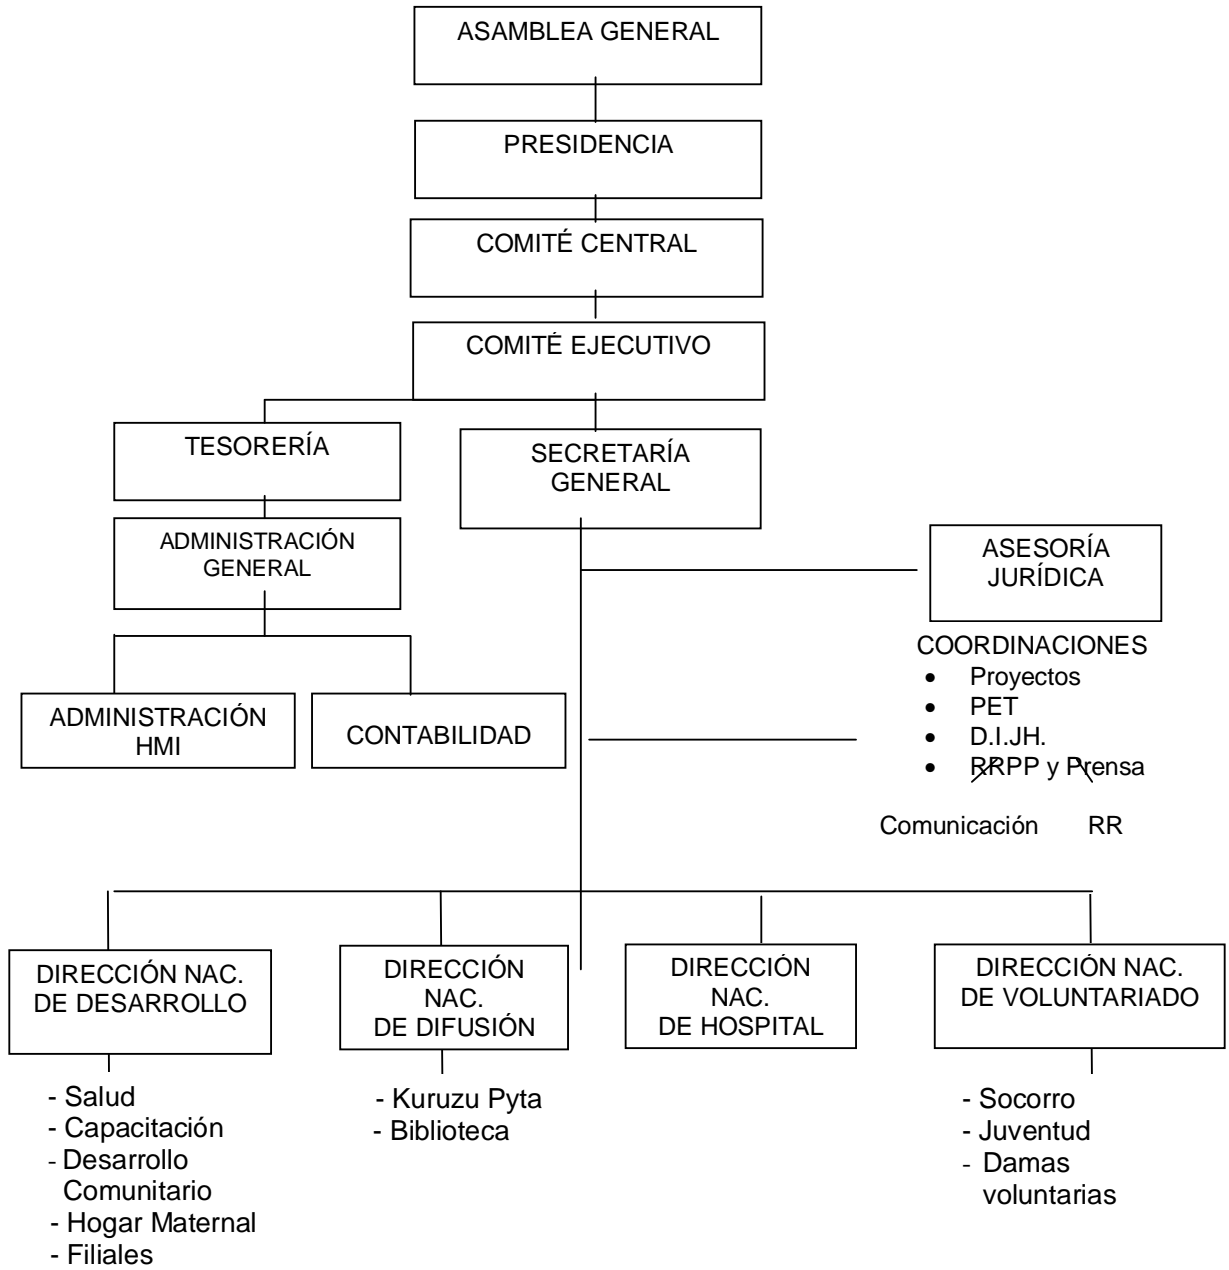 ASAMBLEA GENERAL
PRESIDENCIA
COMITÉ CENTRAL
COMITÉ EJECUTIVO
TESORERÍA
SECRETARÍA
GENERAL
ADMINISTRACIÓN
GENERAL
ASESORÍA
JURÍDICA
ADMINISTRACIÓN
HMI
CONTABILIDAD
COORDINACIONES
• Proyectos
• PET
• D.I.JH.
• RRPP y Prensa
Comunicación RR
DIRECCIÓN NAC.
DE DESARROLLO
- Salud
- Capacitación
- Desarrollo
Comunitario
- Hogar Maternal
- Filiales
DIRECCIÓN
NAC.
DE DIFUSIÓN
- Kuruzu Pyta
- Biblioteca
DIRECCIÓN
NAC.
DE HOSPITAL
DIRECCIÓN NAC.
DE VOLUNTARIADO
- Socorro
- Juventud
- Damas
voluntarias